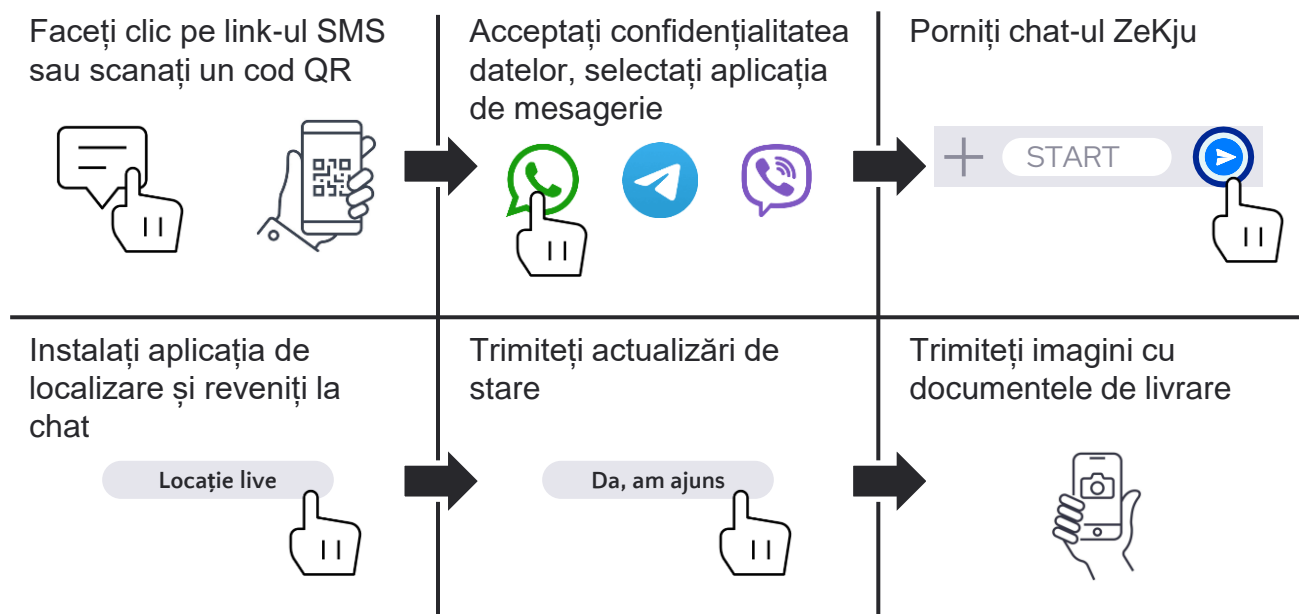 Faceți clic pe link-ul SMS
sau scanați un cod QR
Acceptați confidențialitatea
datelor, selectați aplicația
de mesagerie
Porniți chat-ul ZeKju
START
Instalați aplicația de
localizare și reveniți la
chat
Locație live
Trimiteți actualizări de
stare
Da, am ajuns
Trimiteți imagini cu
documentele de livrare